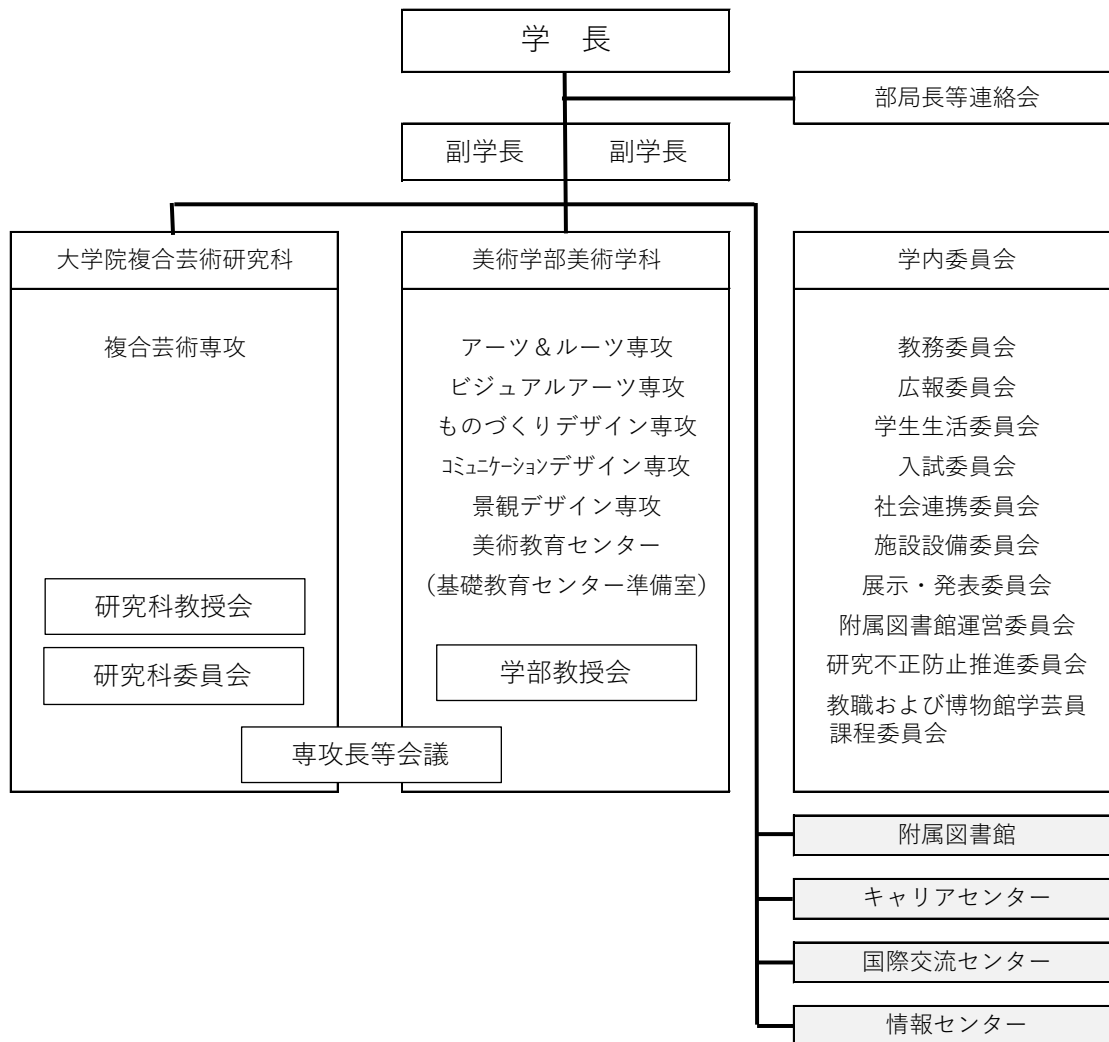 学　長
部局長等連絡会
副学長
副学長
大学院複合芸術研究科
複合芸術専攻
研究科教授会
研究科委員会
美術学部美術学科
アーツ＆ルーツ専攻
ビジュアルアーツ専攻
ものづくりデザイン専攻
ｺﾐｭﾆｹｰｼｮﾝデザイン専攻
景観デザイン専攻
美術教育センター
(基礎教育センター準備室)
学部教授会
専攻長等会議
学内委員会
教務委員会
広報委員会
学生生活委員会
入試委員会
社会連携委員会
施設設備委員会
展示・発表委員会
附属図書館運営委員会
研究不正防止推進委員会
教職および博物館学芸員
課程委員会
附属図書館
キャリアセンター
国際交流センター
情報センター